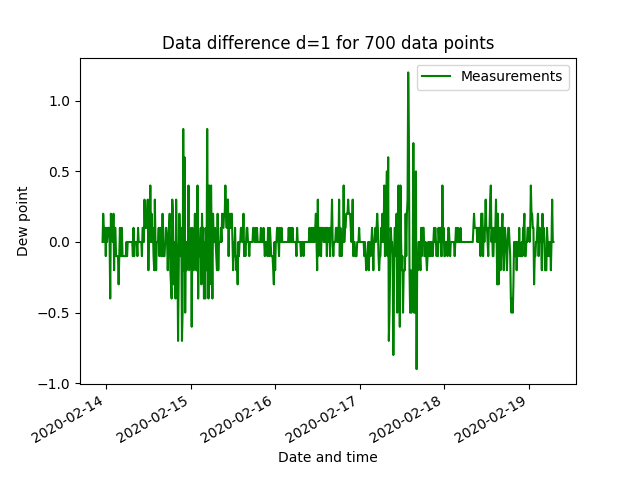 Data difference d=1 for 700 data points
Measurements
Dew point
1.0
0.5
0.0
−0.5
−1.0
2020-02-14
2020-02-15
2020-02-16
2020-02-17
2020-02-18
2020-02-19
Date and time